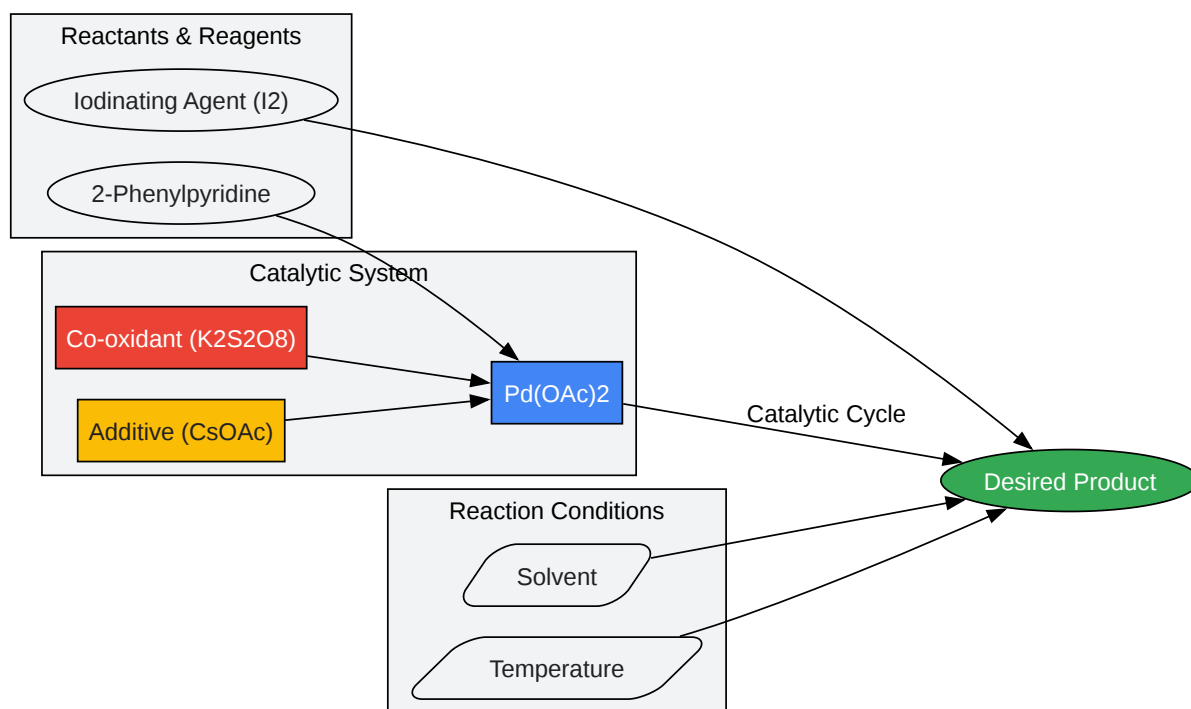 Reactants & Reagents
Iodinating Agent (I2)
2-Phenylpyridine
Catalytic System
Co-oxidant (K2S2O8)
Pd(OAc)2
Additive (CsOAc)
Catalytic Cycle
Desired Product
Reaction Conditions
Solvent
Temperature